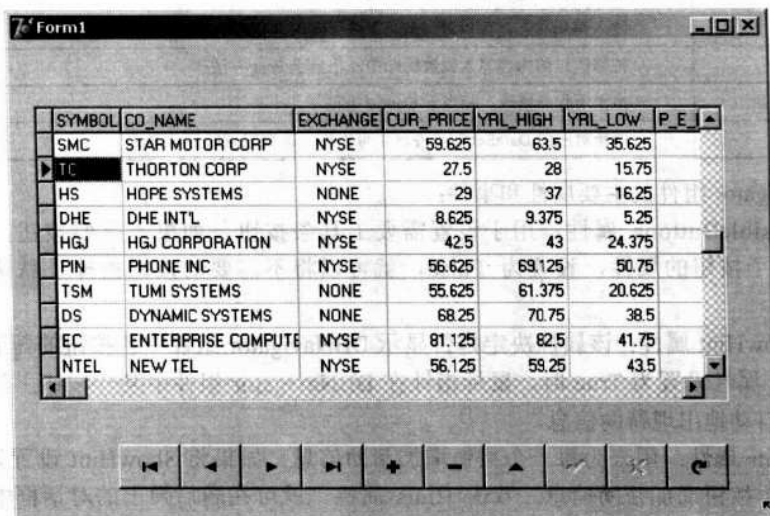 Form1
SYMBOL CO_NAME EXCHANGE CUR_PRICE YRL_HIGH YRL_LOW P_E_
SMC STAR MOTOR CORP NYSE 59.625 63.5 35.625
TC THORTON CORP NYSE 27.5 28 15.75
HS HOPE SYSTEMS NONE 29 37 16.25
DHE DHE INT'L NYSE 8.625 9.375 5.25
HGJ HGJ CORPORATION NYSE 42.5 43 24.375
PIN PHONE INC NYSE 56.625 69.125 50.75
TSM TUMI SYSTEMS NONE 55.625 61.375 20.625
DS DYNAMIC SYSTEMS NONE 68.25 70.75 38.5
EC ENTERPRISE COMPUTE NYSE 81.125 82.5 41.75
NTEL NEW TEL NYSE 56.125 59.25 43.5